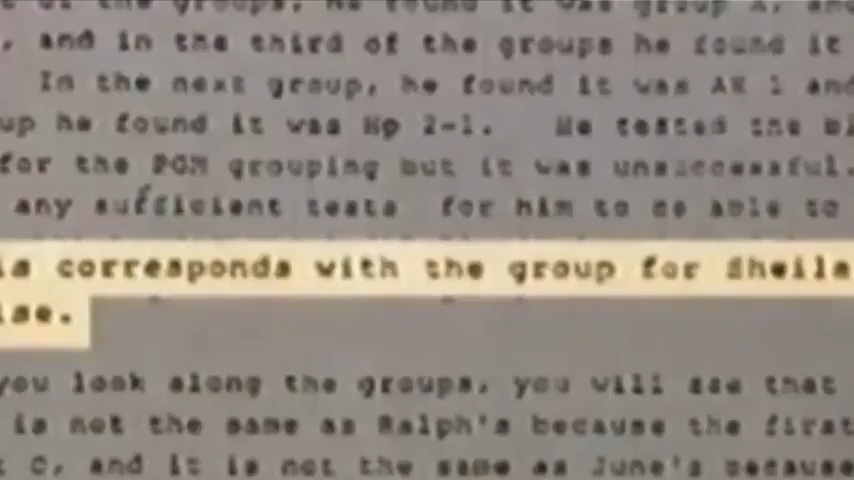 of the groups, he found it was group A, and
, and in the third of the groups he found it
In the next group, he found it was AK 1 and
up he found it was Hp 2-1. He tested the bl
for the PGM grouping but it was unsuccessful.
any sufficient tests for him to be able to
is corresponds with the group for Sheila
ise.
you look along the groups, you will see that
is not the same as Ralph's because the first
C, and it is not the same as June's because